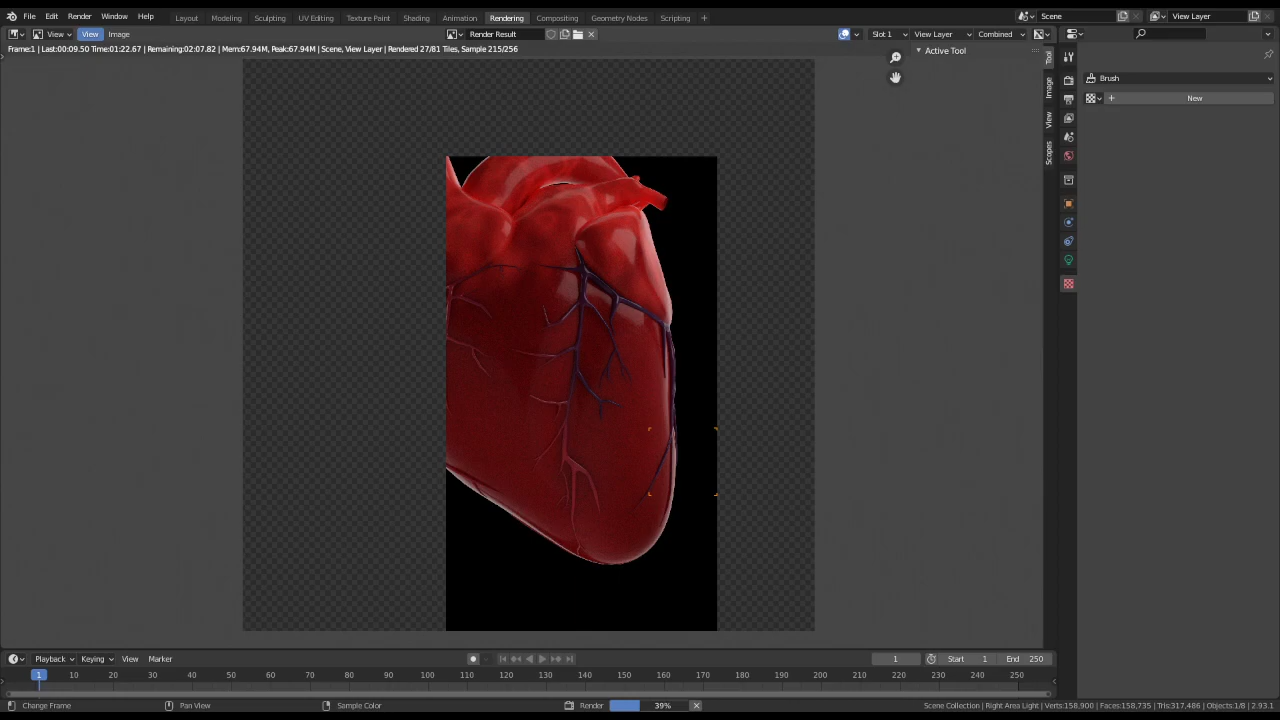 File Edit Render Window Help Layout Modeling Sculpting UV Editing Texture Paint Shading Animation Rendering Compositing Geometry Nodes Scripting + Scene View Layer
View View Image Render Result Slot 1 View Layer Combined
Frame:1 | Last:00:09.50 Time:01:22.67 | Remaining:02:07.82 | Mem:67.94M, Peak:67.94M | Scene, View Layer | Rendered 27/81 Tiles, Sample 215/256
Active Tool
Tool
Image
View
Scopes
Brush
+ New
Playback Keying View Marker 1 Start 1 End 250
1 10 20 30 40 50 60 70 80 90 100 110 120 130 140 150 160 170 180 190 200 210 220 230 240 250
Change Frame Pan View Sample Color Render 39% Scene Collection | Right Area Light | Verts:158,900 | Faces:158,735 | Tris:317,486 | Objects:1/8 | 2.93.1